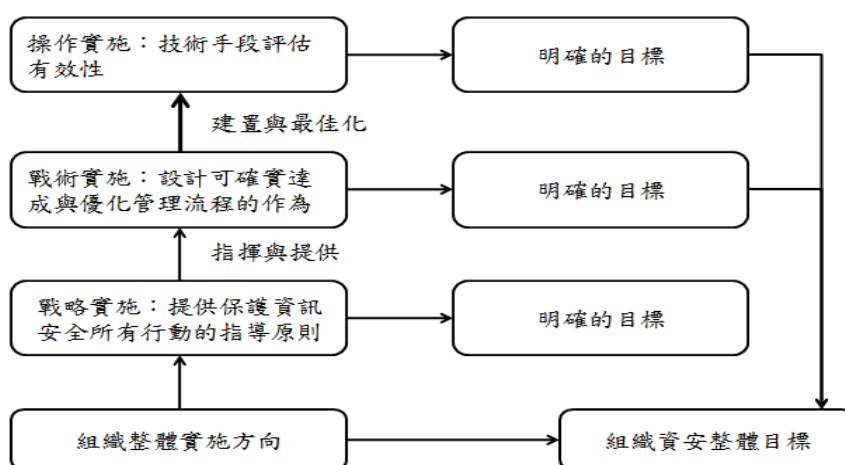 操作實施：技術手段評估
有效性
明確的目標
建置與最佳化
戰術實施：設計可確實達
成與優化管理流程的作為
明確的目標
指揮與提供
戰略實施：提供保護資訊
安全所有行動的指導原則
明確的目標
組織整體實施方向
組織資安整體目標